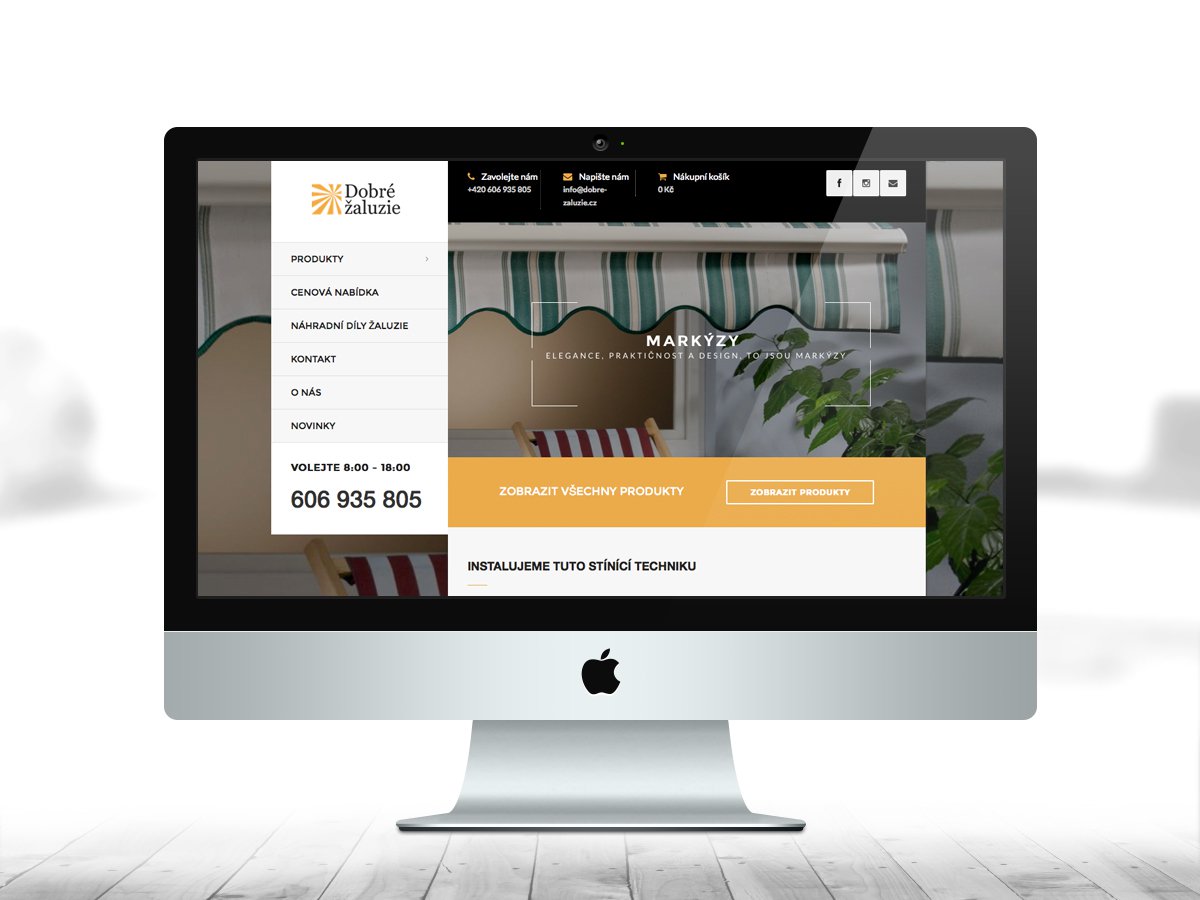 Dobré
žaluzie
PRODUKTY
CENOVÁ NABÍDKA
NÁHRADNÍ DÍLY ŽALUZIE
KONTAKT
O NÁS
NOVINKY
VOLEJTE 8:00 - 18:00
606 935 805
Zavolejte nám
+420 606 935 805
Napište nám
info@dobre-
zaluzie.cz
Nákupní košík
0 Kč
MARKÝZY
ELEGANCE, PRAKTIČNOST A DESIGN, TO JSOU MARKÝZY
ZOBRAZIT VŠECHNY PRODUKTY
ZOBRAZIT PRODUKTY
INSTALUJEME TUTO STÍNÍCÍ TECHNIKU